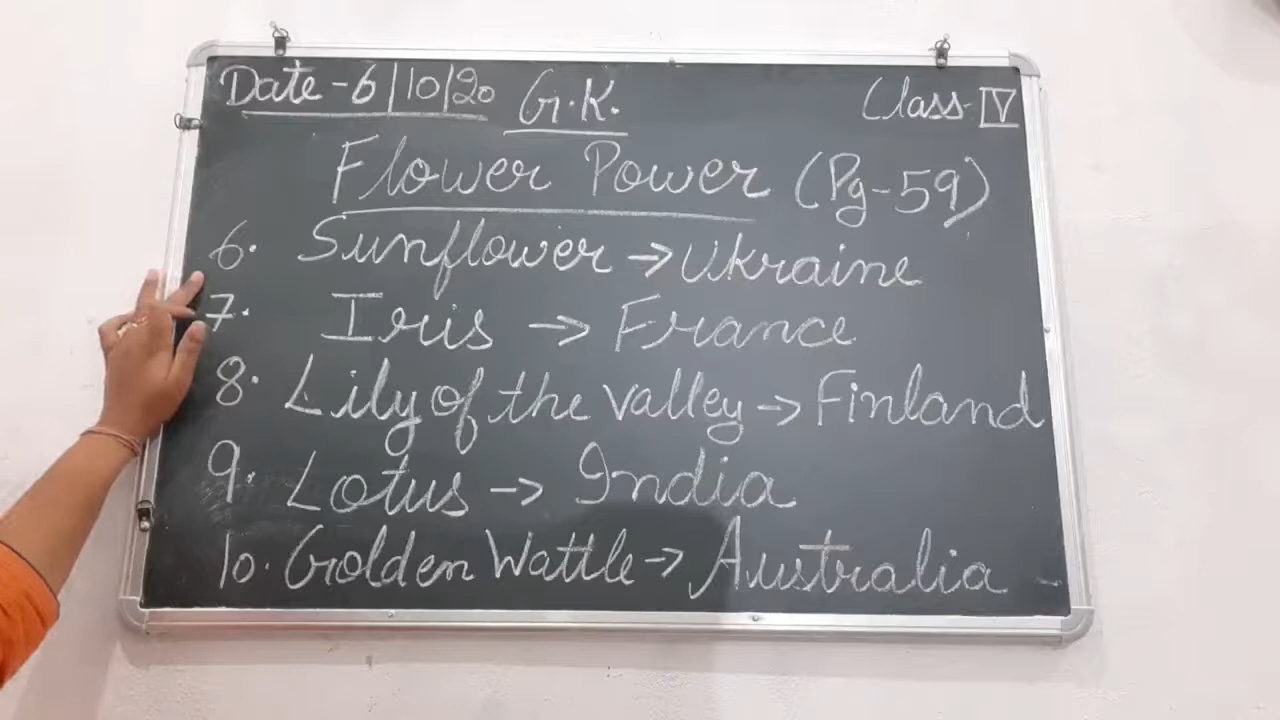 Date-6|10|20 G.K. Class-V
Flower Power (Pg-59)
6. Sunflower → Ukraine
7. Iris → France
8. Lily of the valley → Finland
9. Lotus → India
10. Golden Wattle → Australia